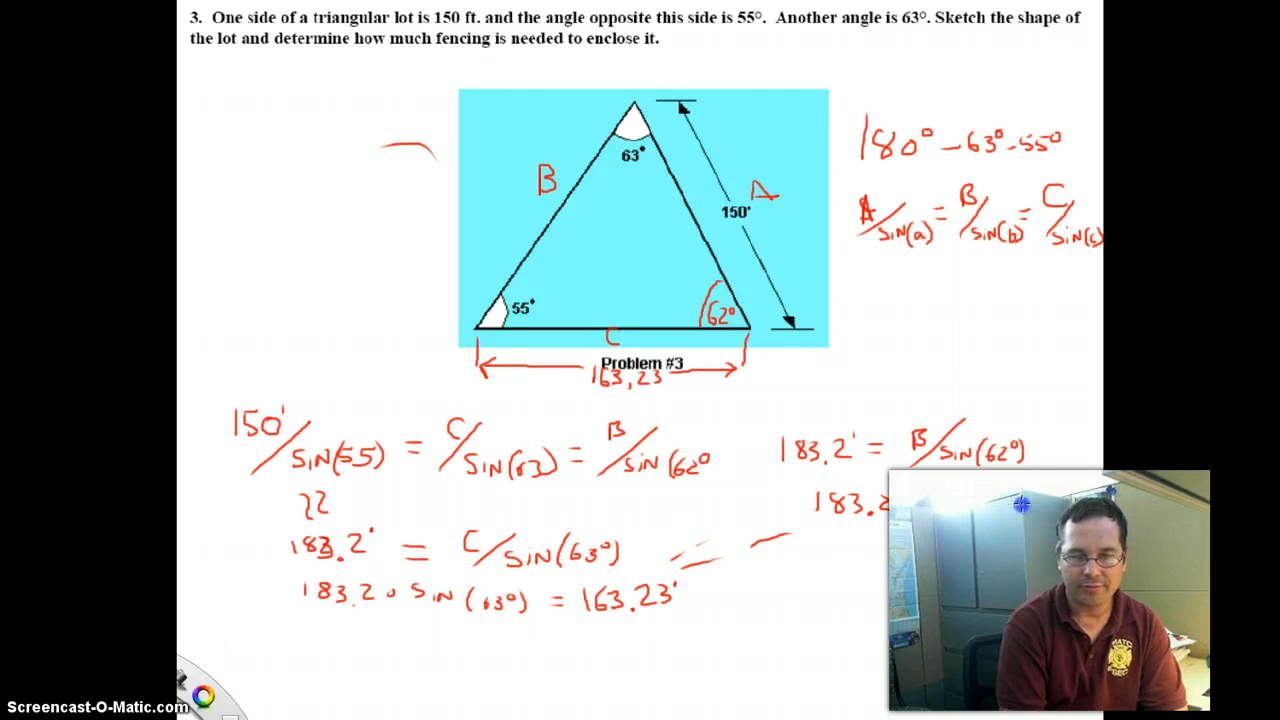 3. One side of a triangular lot is 150 ft. and the angle opposite this side is 55°. Another angle is 63°. Sketch the shape of
the lot and determine how much fencing is needed to enclose it.
63°
B
150'
A
55°
62°
C
Problem #3
163,23
180° - 63° - 55°
A/sin(a) = B/sin(b) = C/sin(c)
150'/SIN(55) = C/SIN(63) = B/sin(62°
183.2' = C/SIN(63°)
183.2 · SIN(63°) = 163.23'
183.2' = B/sin(62°)
183.2
MATC
Screencast-O-Matic.com